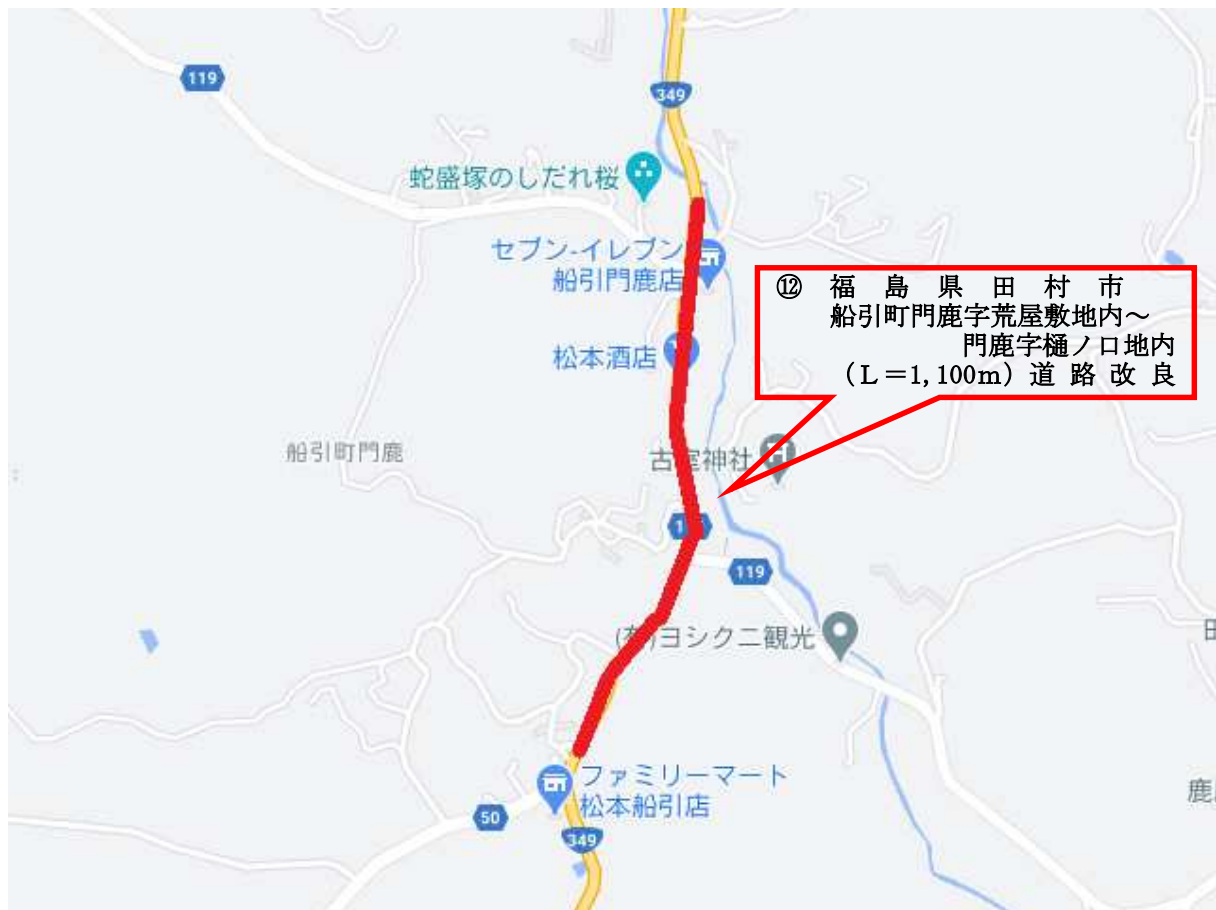 349
119
蛇盛塚のしだれ桜
セブン-イレブン
船引門鹿店
⑫ 福島県田村市
船引町門鹿字荒屋敷地内～
門鹿字樋ノ口地内
(L=1,100m)道路改良
松本酒店
船引町門鹿
神社
119
ヨシクニ観光
ファミリーマート
松本船引店
50
349